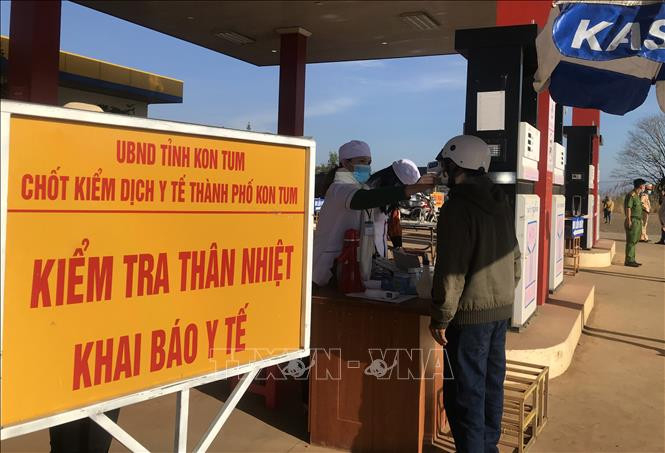 UBND TỈNH KON TUM
CHỐT KIỂM DỊCH Y TẾ THÀNH PHỐ KON TUM
KIỂM TRA THÂN NHIỆT
KHAI BÁO Y TẾ
KAS
TTXVN - VNA